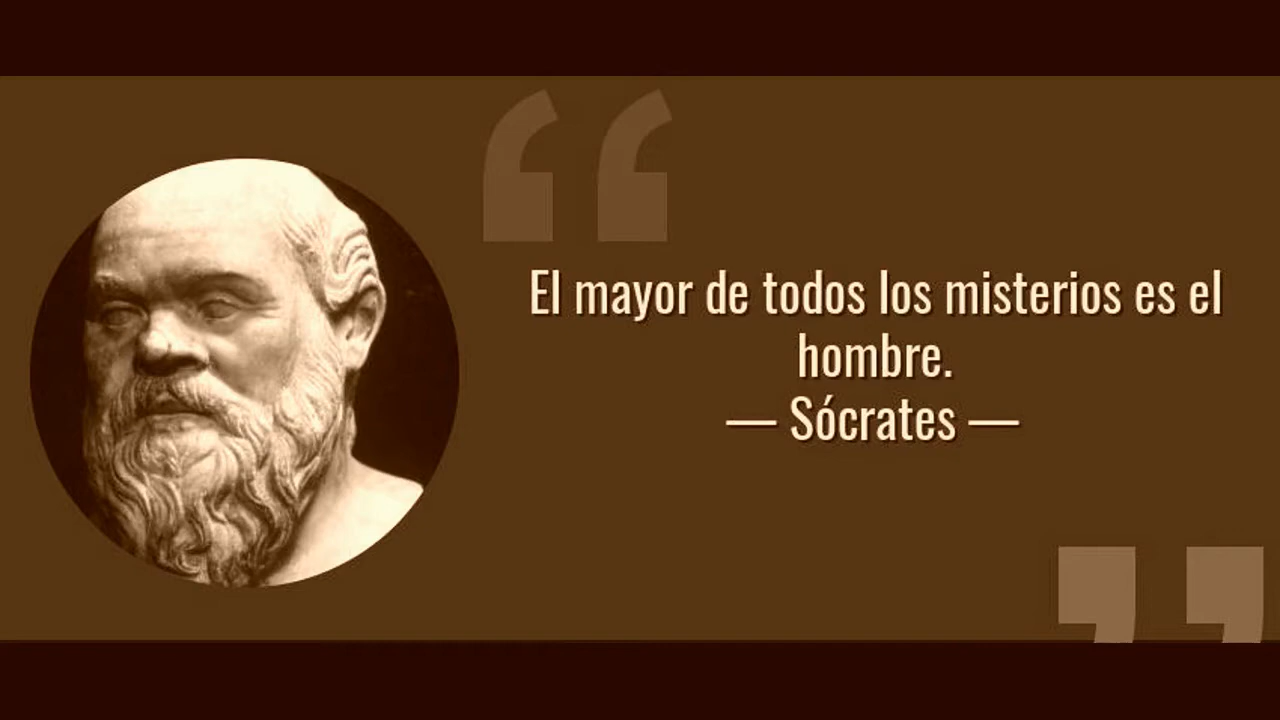 El mayor de todos los misterios es el
hombre.
— Sócrates —